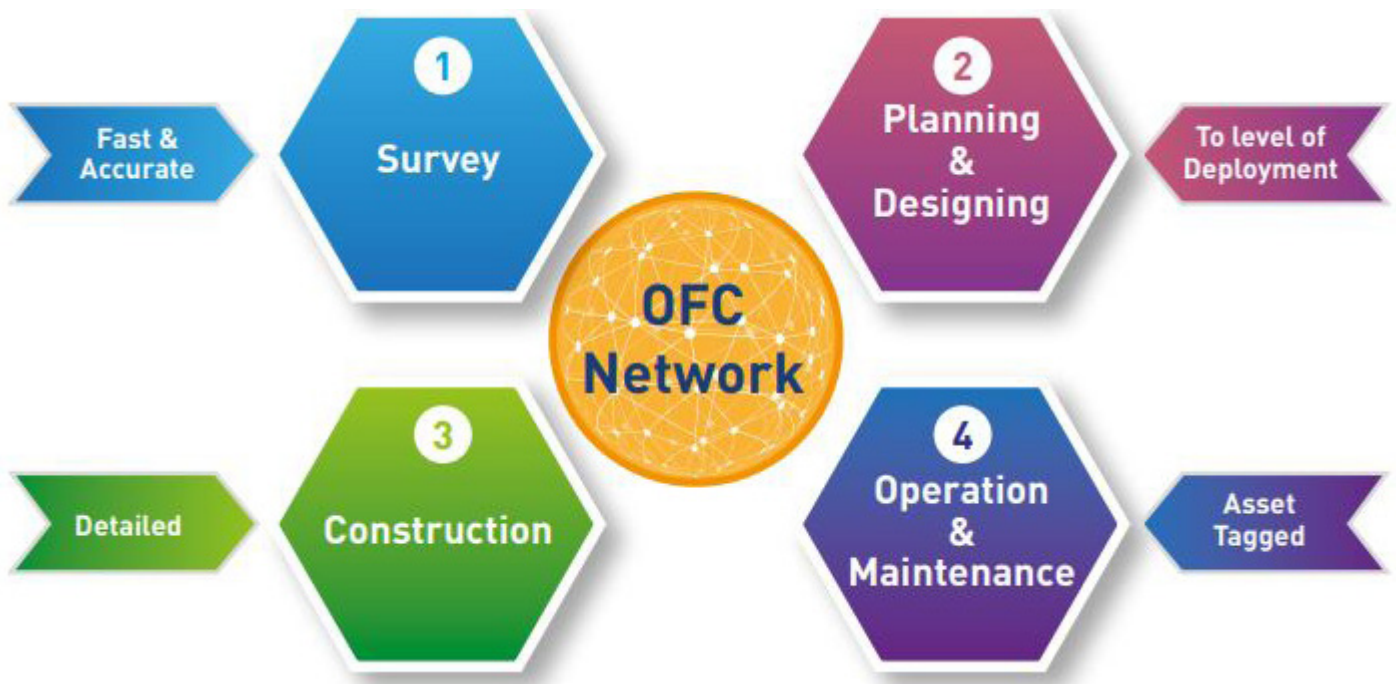 Fast &
Accurate
1
Survey
2
Planning
&
Designing
To level of
Deployment
OFC
Network
Detailed
3
Construction
4
Operation
&
Maintenance
Asset
Tagged